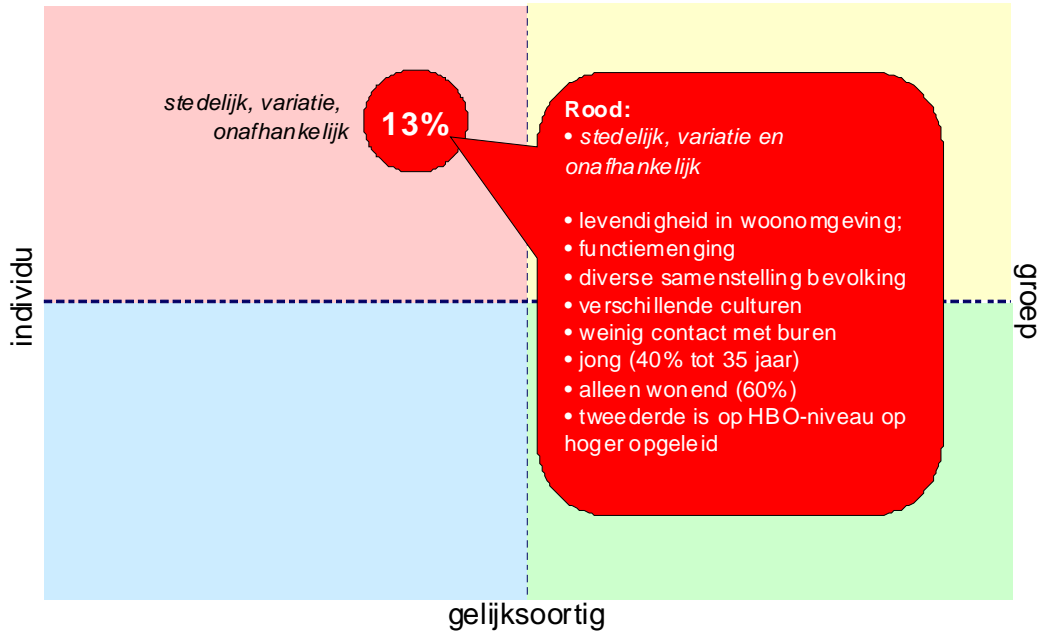 stedelijk, variatie,
onafhankelijk
13%
Rood:
• stedelijk, variatie en
onafhankelijk
• levendigheid in woonomgeving;
• functiemenging
• diverse samenstelling bevolking
• verschillende culturen
• weinig contact met buren
• jong (40% tot 35 jaar)
• alleen wonend (60%)
• tweederde is op HBO-niveau op
hoger opgeleid
individu
groep
gelijksoortig